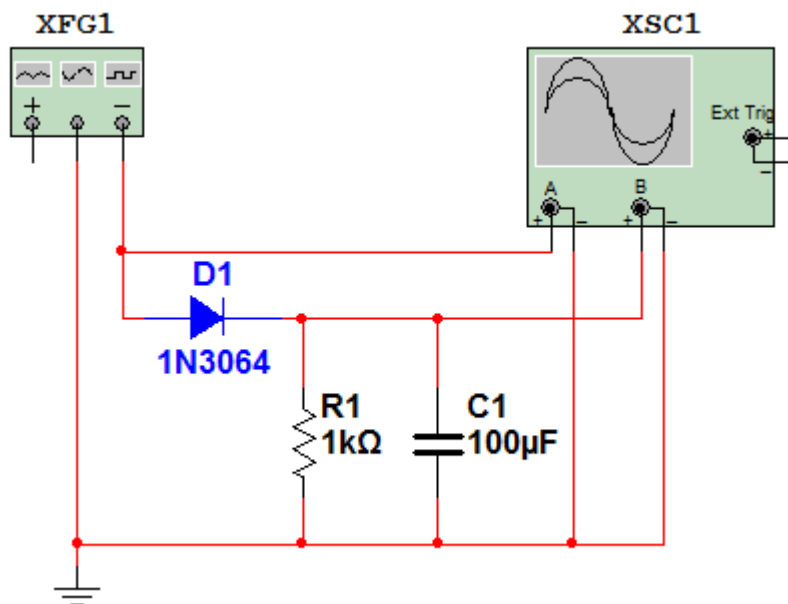 XFG1
XSC1
+
−
Ext Trig
+
−
A
B
+
−
+
−
D1
1N3064
R1
1kΩ
C1
100µF